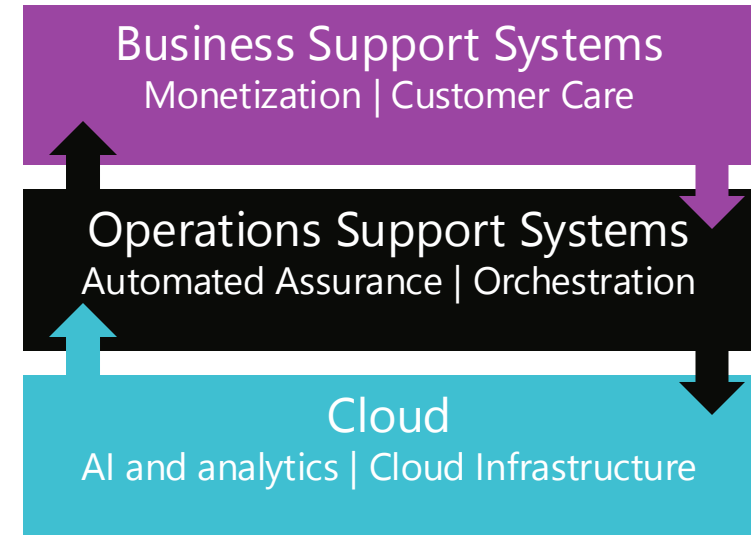 Business Support Systems
Monetization | Customer Care
Operations Support Systems
Automated Assurance | Orchestration
Cloud
AI and analytics | Cloud Infrastructure